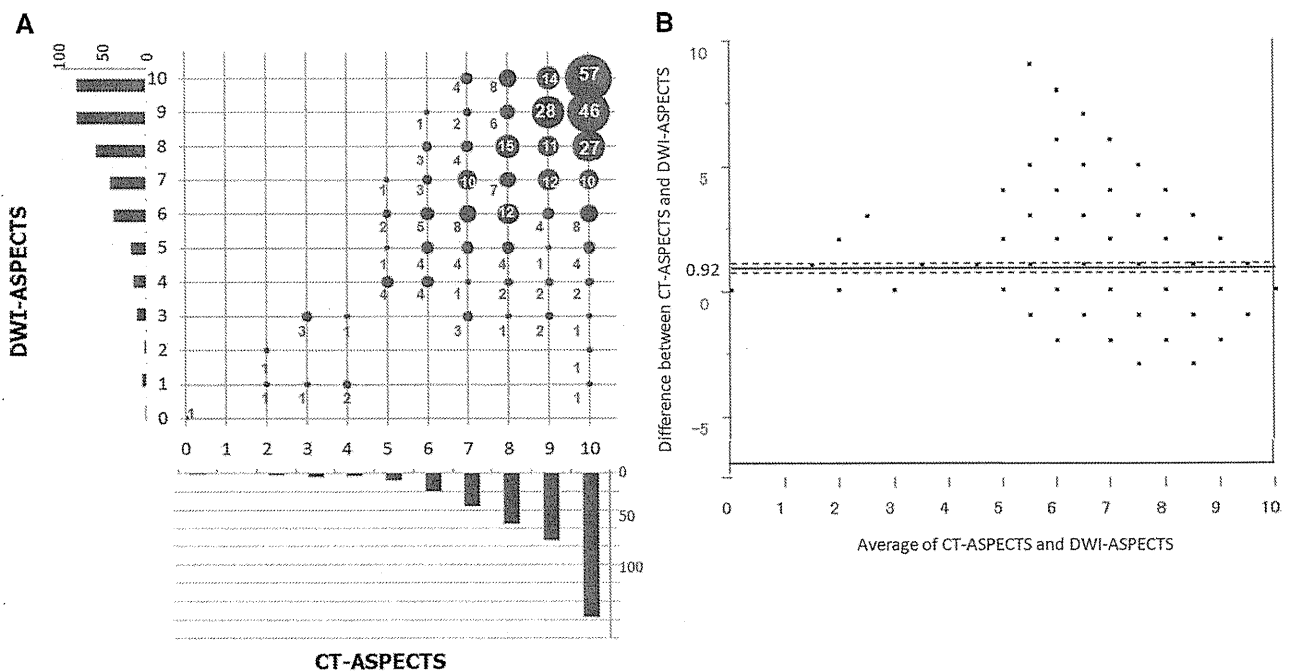 A
100 50 0
10 4 8 14 57
9 1 2 6 28 46
8 3 4 15 11 27
7 1 3 10 7 12 10
6 2 5 8 12 4 8
5 1 4 4 4 1 4
4 4 4 1 2 2 2
3 3 1 3 1 2 1
2 1 1
1 1 1 2 1
0 1
DWI-ASPECTS
0 1 2 3 4 5 6 7 8 9 10
0
50
100
CT-ASPECTS
B
10
5
0.92
0
−5
Difference between CT-ASPECTS and DWI-ASPECTS
0 1 2 3 4 5 6 7 8 9 10
Average of CT-ASPECTS and DWI-ASPECTS